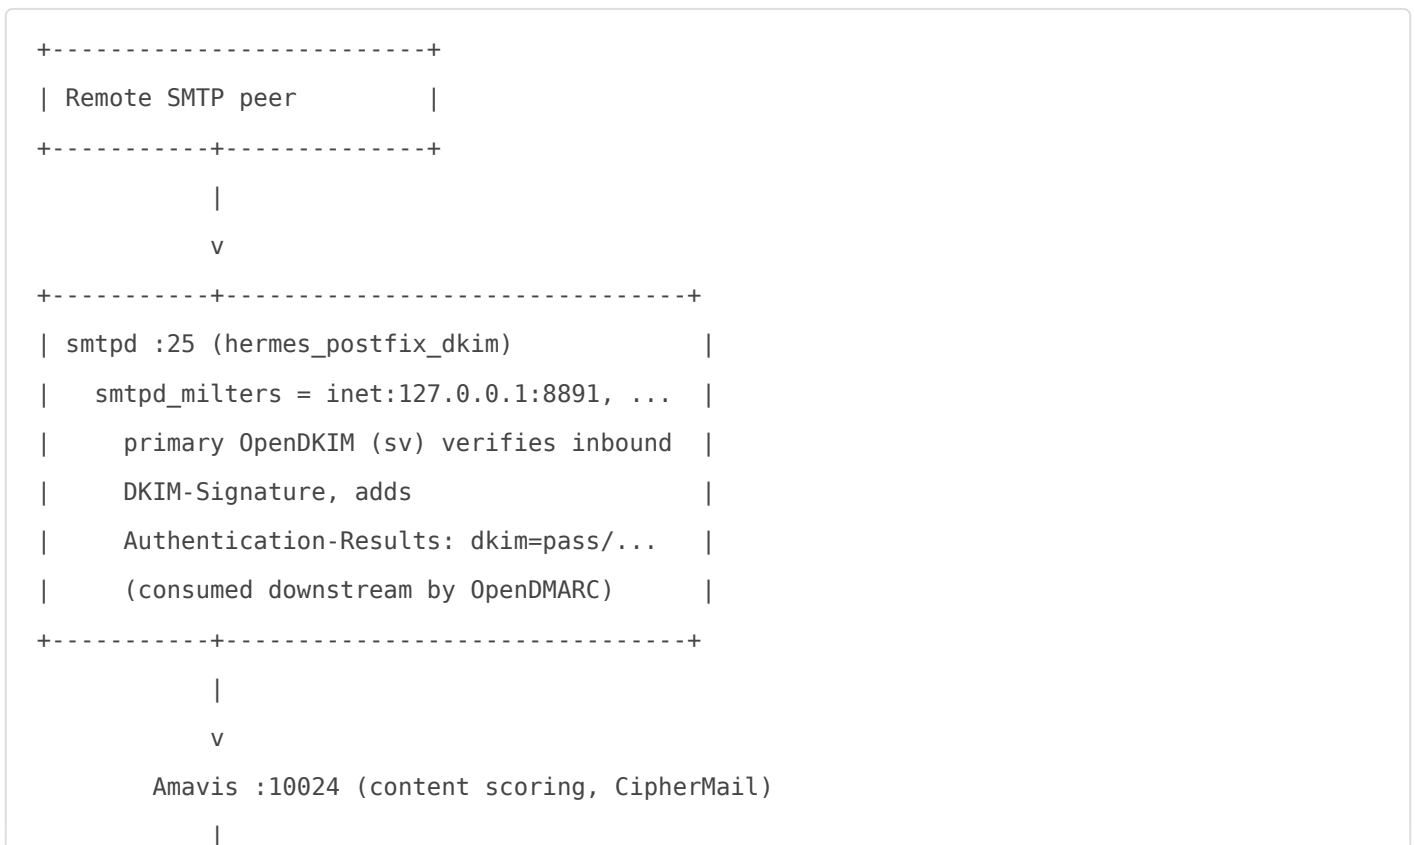 +--------------------------+
| Remote SMTP peer         |
+-----------+--------------+
            |
            v
+-----------+--------------------------------+
| smtpd :25 (hermes_postfix_dkim)             |
|   smtpd_milters = inet:127.0.0.1:8891, ...  |
|     primary OpenDKIM (sv) verifies inbound  |
|     DKIM-Signature, adds                    |
|     Authentication-Results: dkim=pass/...   |
|     (consumed downstream by OpenDMARC)      |
+-----------+--------------------------------+
            |
            v
        Amavis :10024 (content scoring, CipherMail)
            |